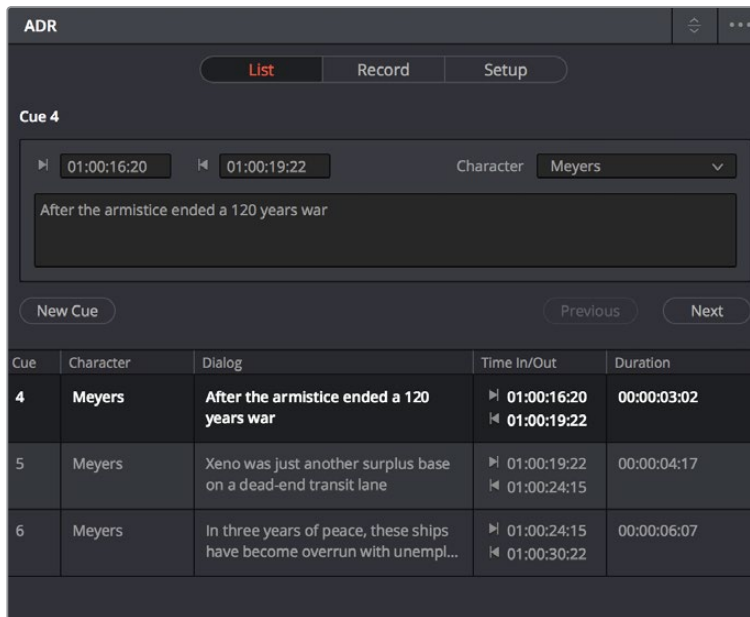 ADR
List Record Setup
Cue 4
01:00:16:20 01:00:19:22 Character Meyers
After the armistice ended a 120 years war
New Cue Previous Next
Cue Character Dialog Time In/Out Duration
4 Meyers After the armistice ended a 120 01:00:16:20 00:00:03:02
years war 01:00:19:22
5 Meyers Xeno was just another surplus base 01:00:19:22 00:00:04:17
on a dead-end transit lane 01:00:24:15
6 Meyers In three years of peace, these ships 01:00:24:15 00:00:06:07
have become overrun with unempl... 01:00:30:22